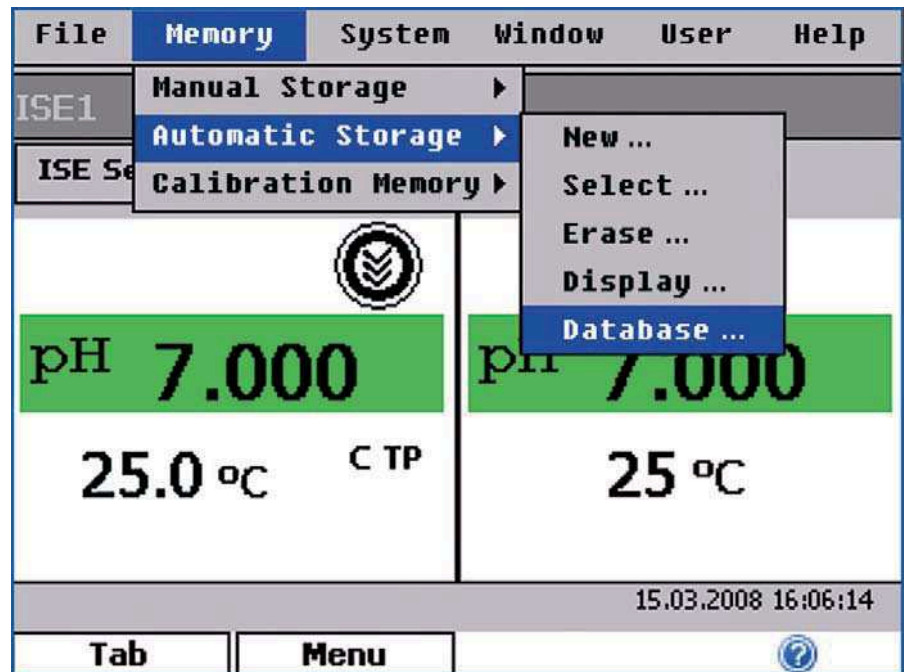 File Memory System Window User Help
Manual Storage
ISE1
Automatic Storage
New ...
ISE Se
Calibration Memory
Select ...
Erase ...
Display ...
Database ...
pH 7.000
pH 7.000
25.0 °C C TP
25 °C
15.03.2008 16:06:14
Tab Menu
?